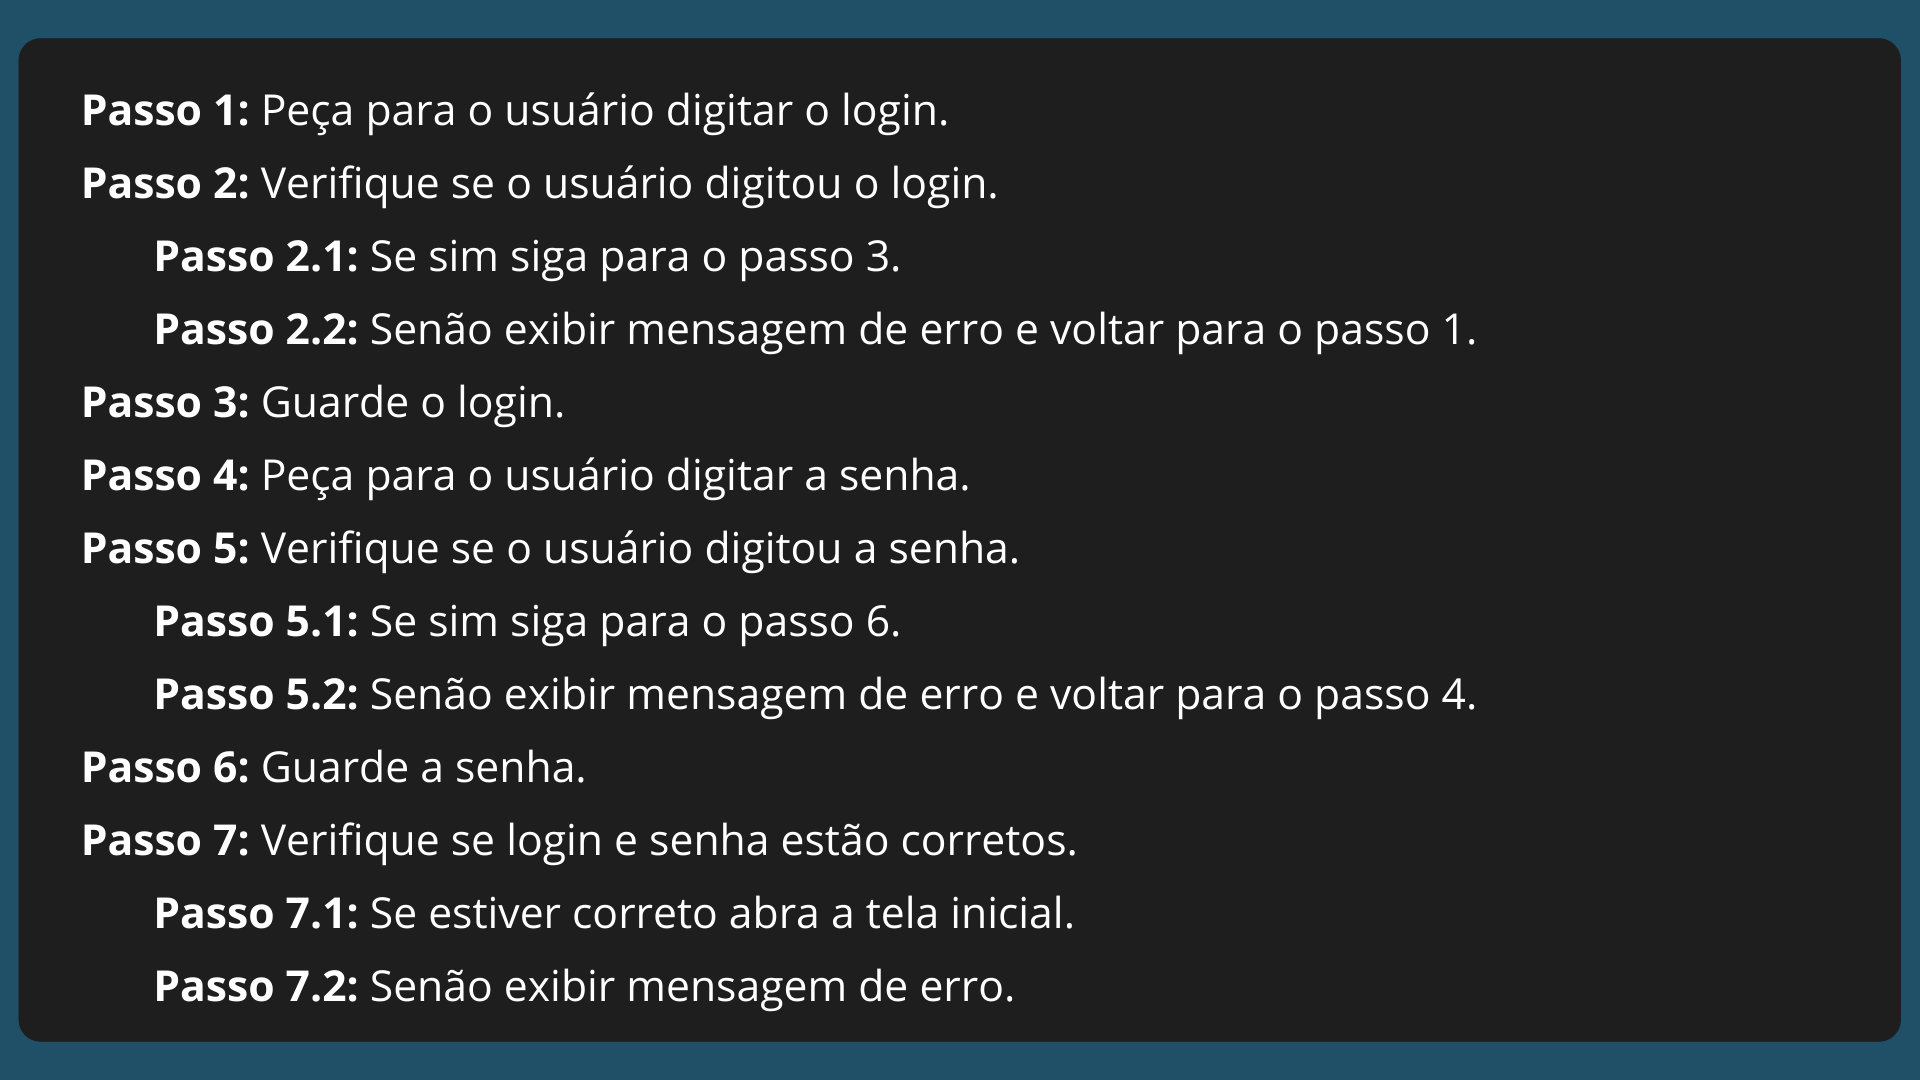 Passo 1: Peça para o usuário digitar o login.
Passo 2: Verifique se o usuário digitou o login.
Passo 2.1: Se sim siga para o passo 3.
Passo 2.2: Senão exibir mensagem de erro e voltar para o passo 1.
Passo 3: Guarde o login.
Passo 4: Peça para o usuário digitar a senha.
Passo 5: Verifique se o usuário digitou a senha.
Passo 5.1: Se sim siga para o passo 6.
Passo 5.2: Senão exibir mensagem de erro e voltar para o passo 4.
Passo 6: Guarde a senha.
Passo 7: Verifique se login e senha estão corretos.
Passo 7.1: Se estiver correto abra a tela inicial.
Passo 7.2: Senão exibir mensagem de erro.